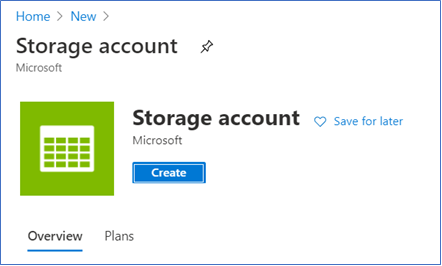 Home > New >
Storage account
Microsoft
Storage account
Save for later
Microsoft
Create
Overview Plans